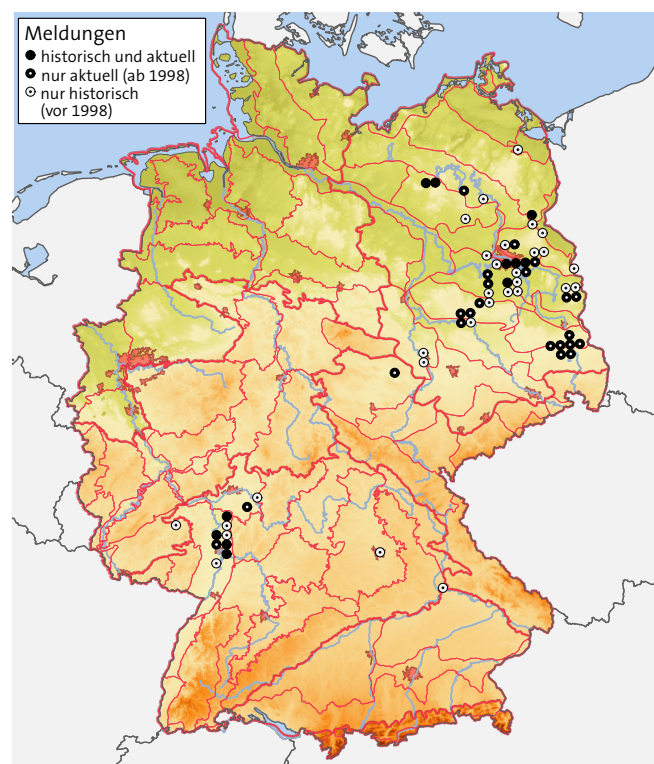 Meldungen
historisch und aktuell
nur aktuell (ab 1998)
nur historisch
(vor 1998)